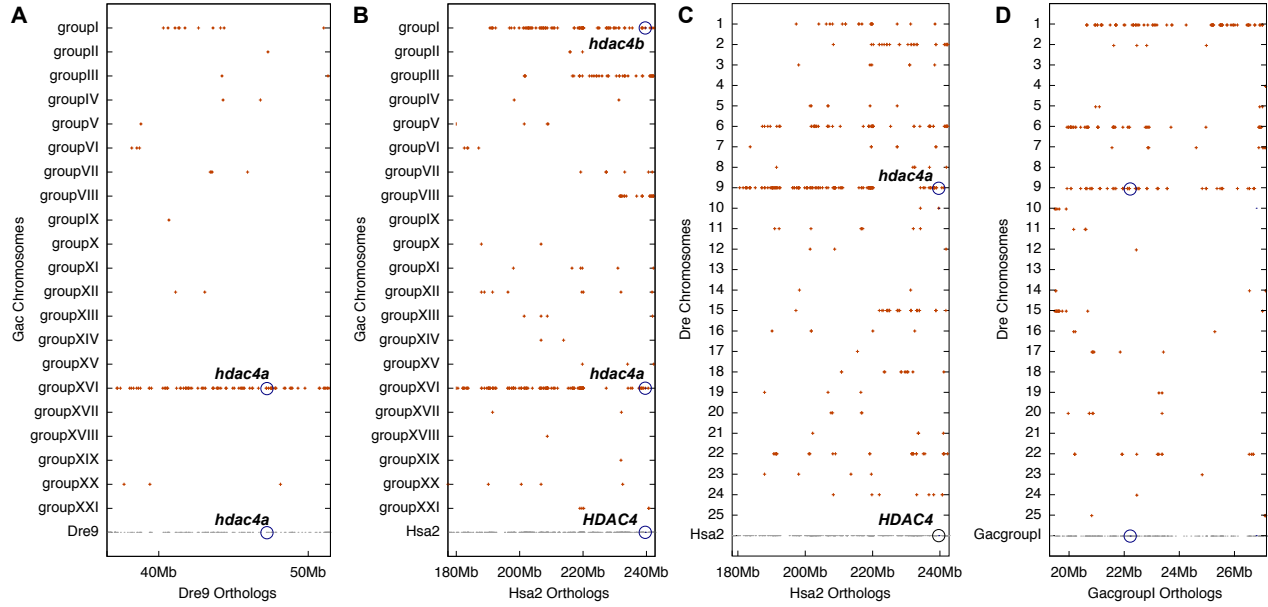 A
Gac Chromosomes
groupI
groupII
groupIII
groupIV
groupV
groupVI
groupVII
groupVIII
groupIX
groupX
groupXI
groupXII
groupXIII
groupXIV
groupXV
hdac4a
groupXVI
groupXVII
groupXVIII
groupXIX
groupXX
groupXXI
hdac4a
Dre9
40Mb 50Mb
Dre9 Orthologs
B
Gac Chromosomes
groupI
hdac4b
groupII
groupIII
groupIV
groupV
groupVI
groupVII
groupVIII
groupIX
groupX
groupXI
groupXII
groupXIII
groupXIV
groupXV
hdac4a
groupXVI
groupXVII
groupXVIII
groupXIX
groupXX
groupXXI
HDAC4
Hsa2
180Mb 200Mb 220Mb 240Mb
Hsa2 Orthologs
C
Dre Chromosomes
1
2
3
4
5
6
7
8
hdac4a
9
10
11
12
13
14
15
16
17
18
19
20
21
22
23
24
25
HDAC4
Hsa2
180Mb 200Mb 220Mb 240Mb
Hsa2 Orthologs
D
Dre Chromosomes
1
2
3
4
5
6
7
8
9
10
11
12
13
14
15
16
17
18
19
20
21
22
23
24
25
GacgroupI
20Mb 22Mb 24Mb 26Mb
GacgroupI Orthologs